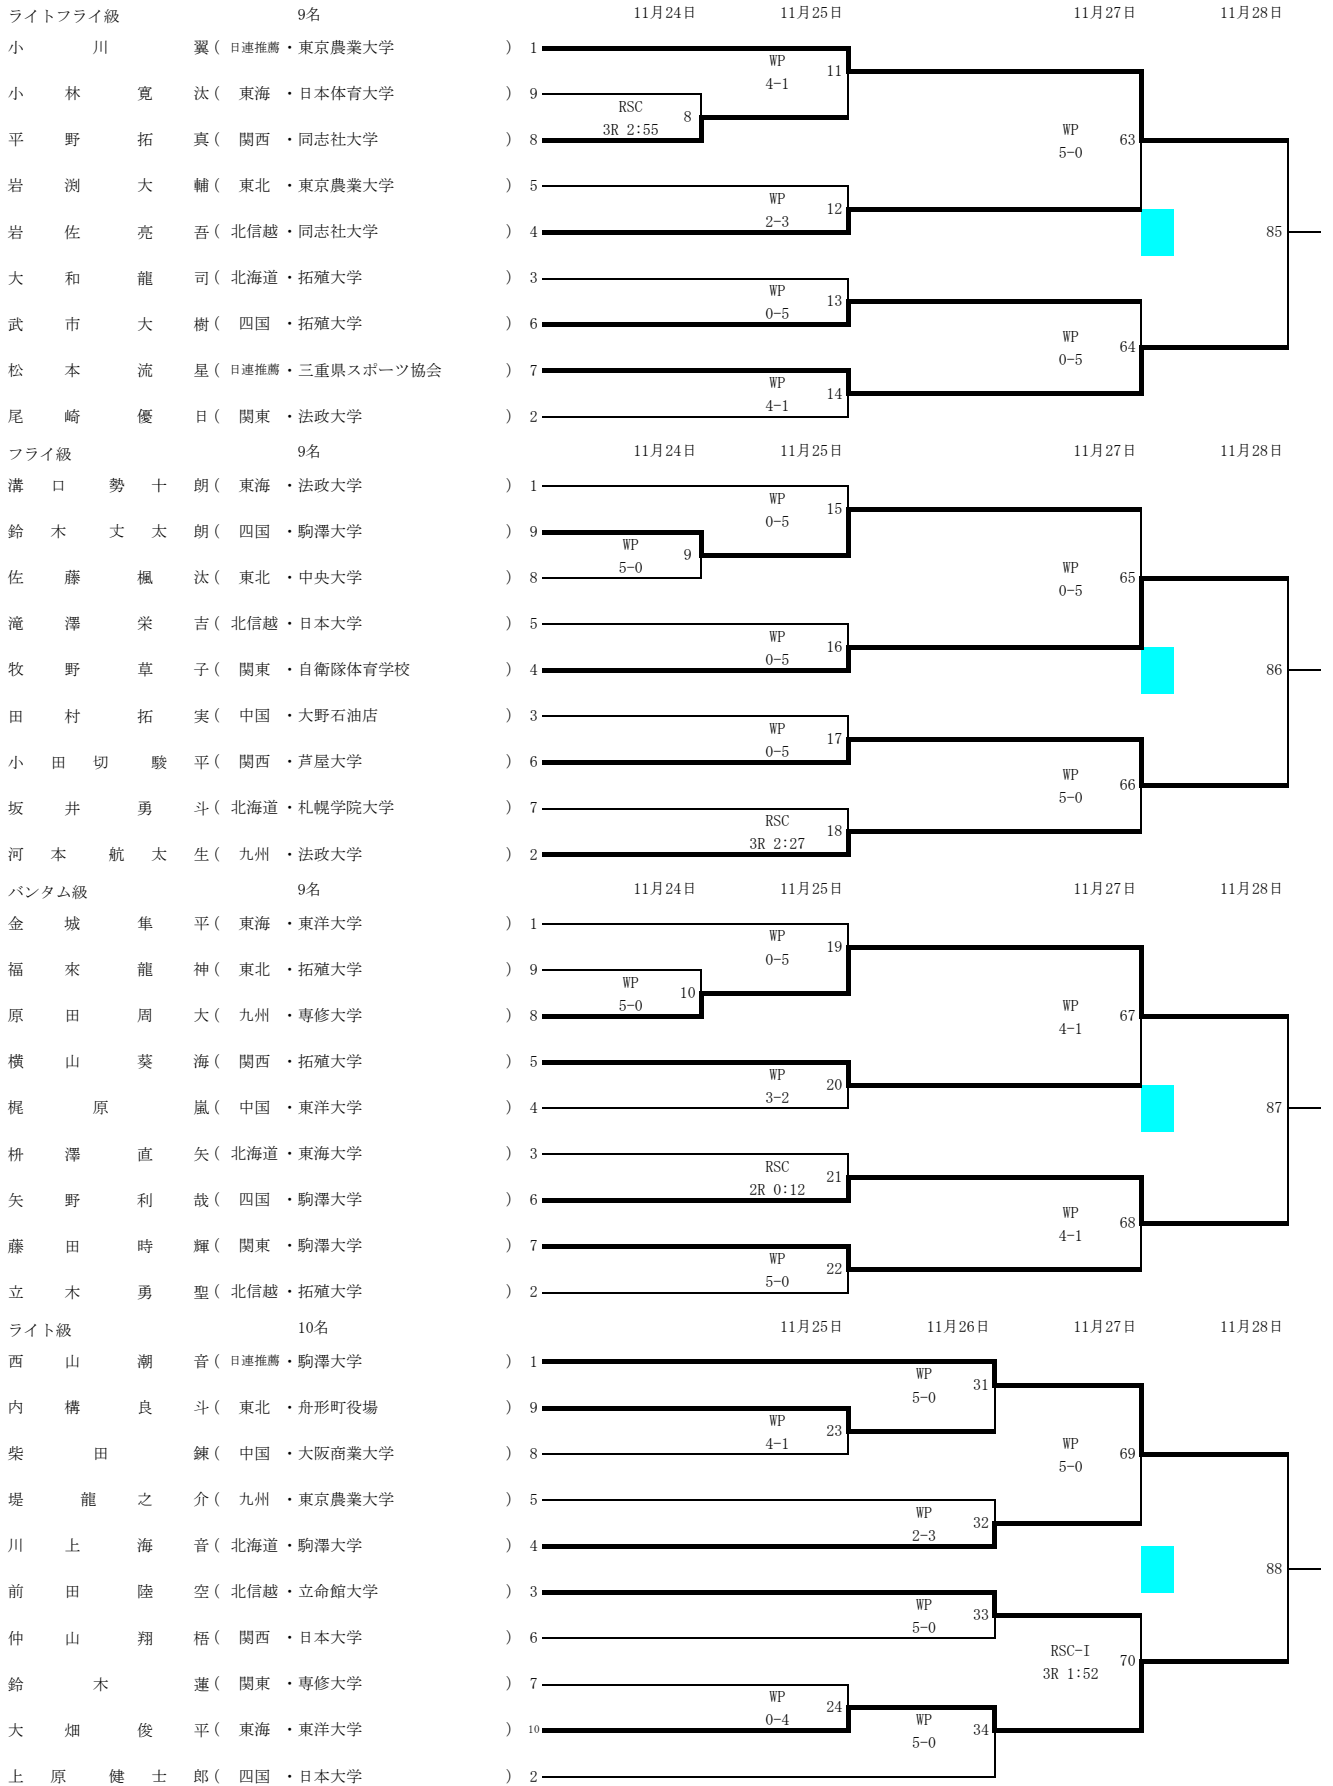 ライトフライ級 9名 11月24日 11月25日 11月27日 11月28日
小川翼( 日連推薦・東京農業大学 ) 1
WP 11
4-1
小林寛汰( 東海・日本体育大学 ) 9
RSC 8
3R 2:55
平野拓真( 関西・同志社大学 ) 8
WP 63
5-0
岩渕大輔( 東北・東京農業大学 ) 5
WP 12
2-3
岩佐亮吾( 北信越・同志社大学 ) 4
85
大和龍司( 北海道・拓殖大学 ) 3
WP 13
0-5
武市大樹( 四国・拓殖大学 ) 6
WP 64
0-5
松本流星( 日連推薦・三重県スポーツ協会 ) 7
WP 14
4-1
尾崎優日( 関東・法政大学 ) 2
フライ級 9名 11月24日 11月25日 11月27日 11月28日
溝口勢十朗( 東海・法政大学 ) 1
WP 15
0-5
鈴木丈太朗( 四国・駒澤大学 ) 9
WP 9
5-0
佐藤楓汰( 東北・中央大学 ) 8
WP 65
0-5
滝澤栄吉( 北信越・日本大学 ) 5
WP 16
0-5
牧野草子( 関東・自衛隊体育学校 ) 4
86
田村拓実( 中国・大野石油店 ) 3
WP 17
0-5
小田切駿平( 関西・芦屋大学 ) 6
WP 66
5-0
坂井勇斗( 北海道・札幌学院大学 ) 7
RSC 18
3R 2:27
河本航太生( 九州・法政大学 ) 2
バンタム級 9名 11月24日 11月25日 11月27日 11月28日
金城隼平( 東海・東洋大学 ) 1
WP 19
0-5
福來龍神( 東北・拓殖大学 ) 9
WP 10
5-0
原田周大( 九州・専修大学 ) 8
WP 67
4-1
横山葵海( 関西・拓殖大学 ) 5
WP 20
3-2
梶原嵐( 中国・東洋大学 ) 4
87
枡澤直矢( 北海道・東海大学 ) 3
RSC 21
2R 0:12
矢野利哉( 四国・駒澤大学 ) 6
WP 68
4-1
藤田時輝( 関東・駒澤大学 ) 7
WP 22
5-0
立木勇聖( 北信越・拓殖大学 ) 2
ライト級 10名 11月25日 11月26日 11月27日 11月28日
西山潮音( 日連推薦・駒澤大学 ) 1
WP 31
5-0
内構良斗( 東北・舟形町役場 ) 9
WP 23
4-1
柴田錬( 中国・大阪商業大学 ) 8
WP 69
5-0
堤龍之介( 九州・東京農業大学 ) 5
WP 32
2-3
川上海音( 北海道・駒澤大学 ) 4
88
前田陸空( 北信越・立命館大学 ) 3
WP 33
5-0
仲山翔梧( 関西・日本大学 ) 6
RSC-I 70
3R 1:52
鈴木蓮( 関東・専修大学 ) 7
WP 24
0-4
大畑俊平( 東海・東洋大学 ) 10
WP 34
5-0
上原健士郎( 四国・日本大学 ) 2